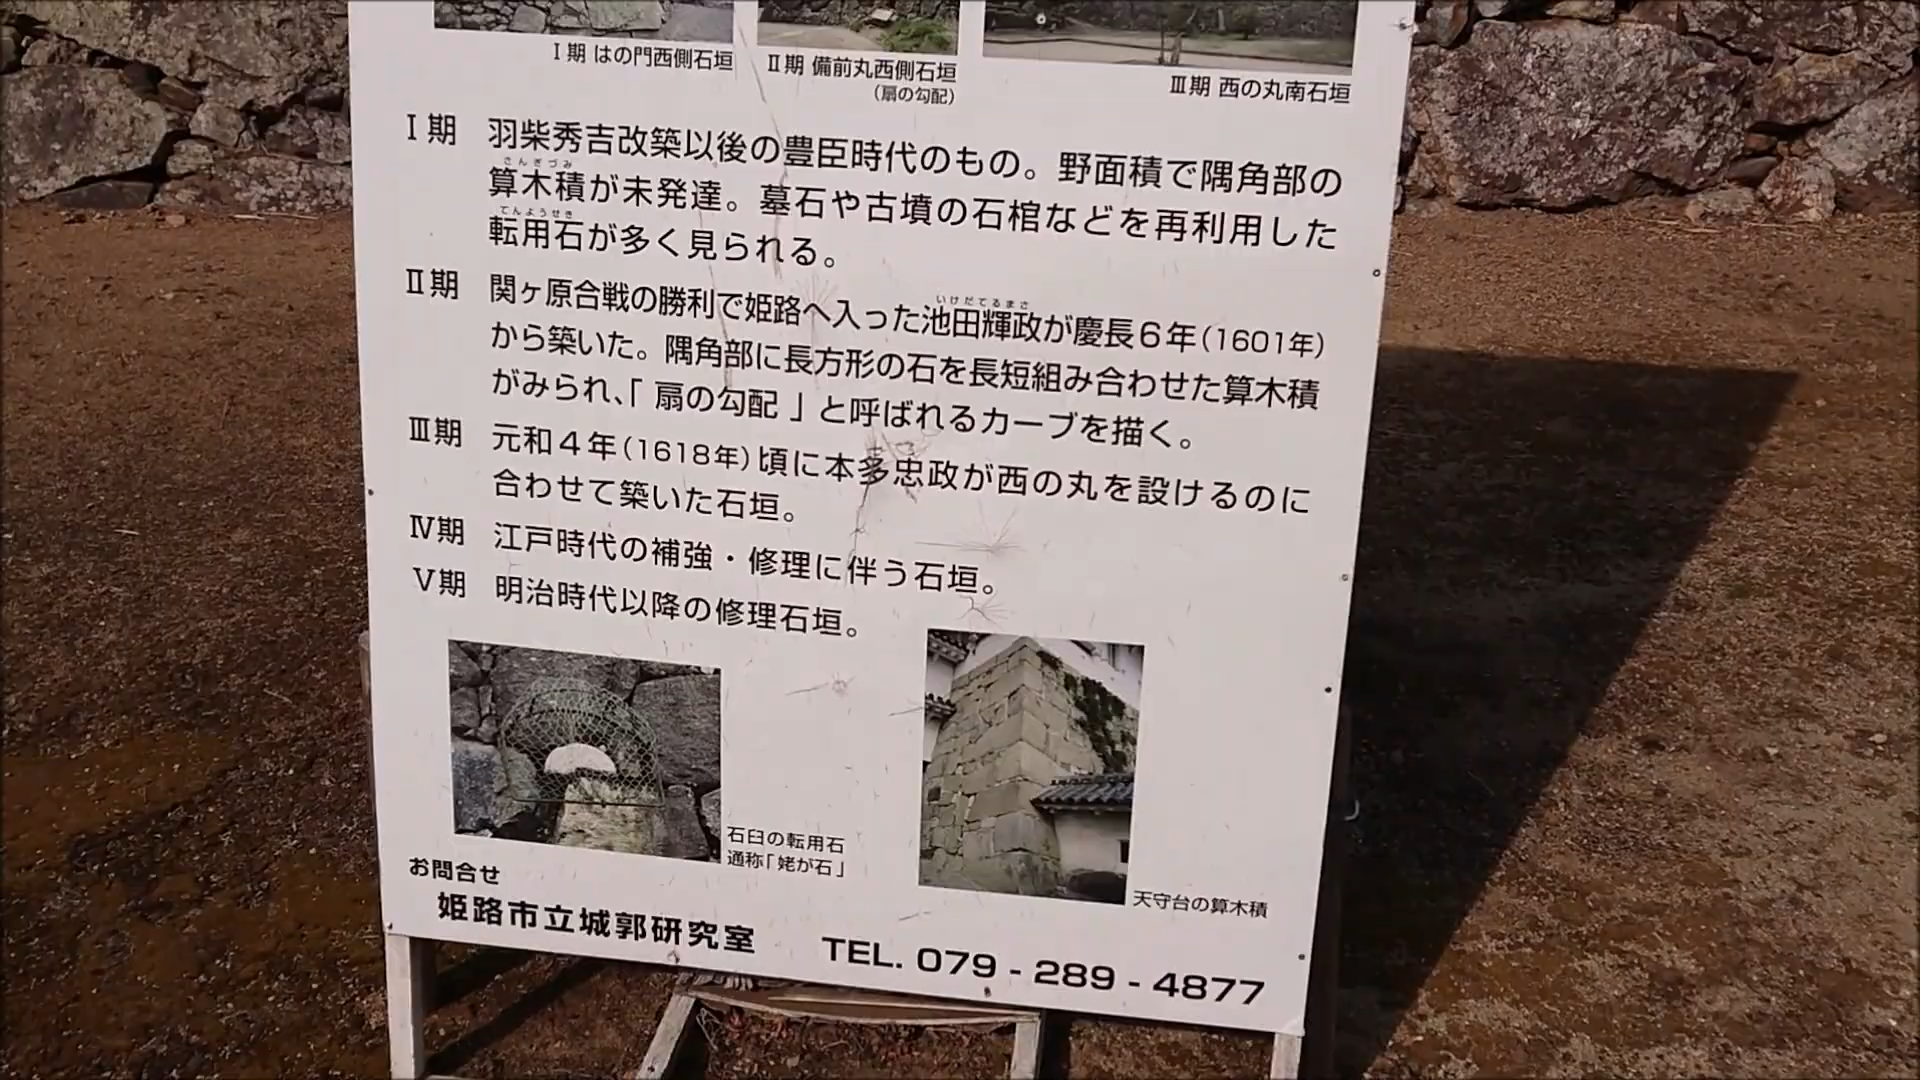 Ⅰ期 はの門西側石垣
Ⅱ期 備前丸西側石垣
（扇の勾配）
Ⅲ期 西の丸南石垣
Ⅰ期 羽柴秀吉改築以後の豊臣時代のもの。野面積で隅角部の
さんぎづみ
算木積が未発達。墓石や古墳の石棺などを再利用した
てんようせき
転用石が多く見られる。
いけだてるまさ
Ⅱ期 関ヶ原合戦の勝利で姫路へ入った池田輝政が慶長6年（1601年）
から築いた。隅角部に長方形の石を長短組み合わせた算木積
がみられ、「扇の勾配」と呼ばれるカーブを描く。
Ⅲ期 元和4年（1618年）頃に本多忠政が西の丸を設けるのに
合わせて築いた石垣。
Ⅳ期 江戸時代の補強・修理に伴う石垣。
Ⅴ期 明治時代以降の修理石垣。
石臼の転用石
通称「姥が石」
天守台の算木積
お問合せ
姫路市立城郭研究室 TEL. 079 - 289 - 4877